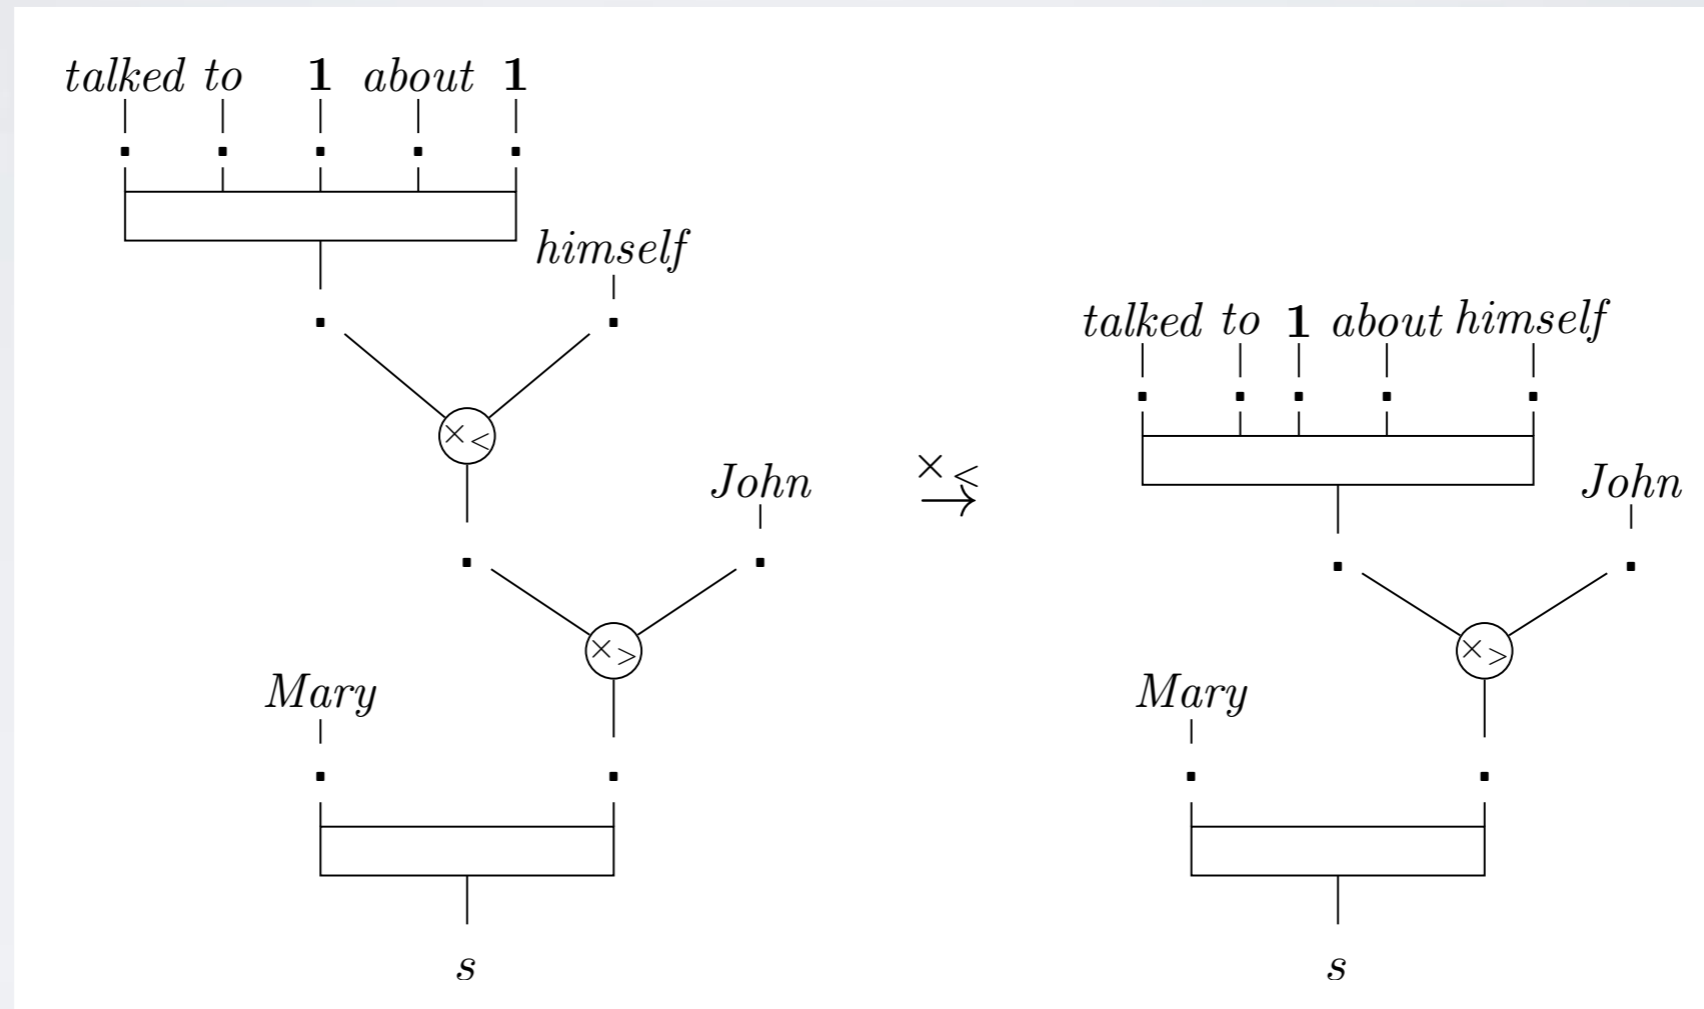 talked to 1 about 1
himself
talked to 1 about himself
×<
John
×<
John
×>
×>
Mary
Mary
s
s